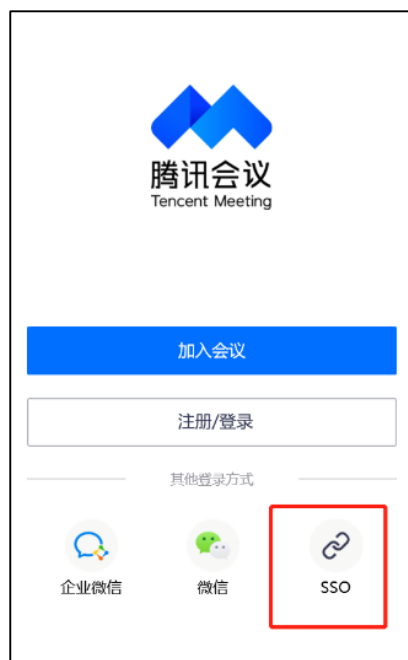 腾讯会议
Tencent Meeting
加入会议
注册/登录
其他登录方式
企业微信
微信
SSO